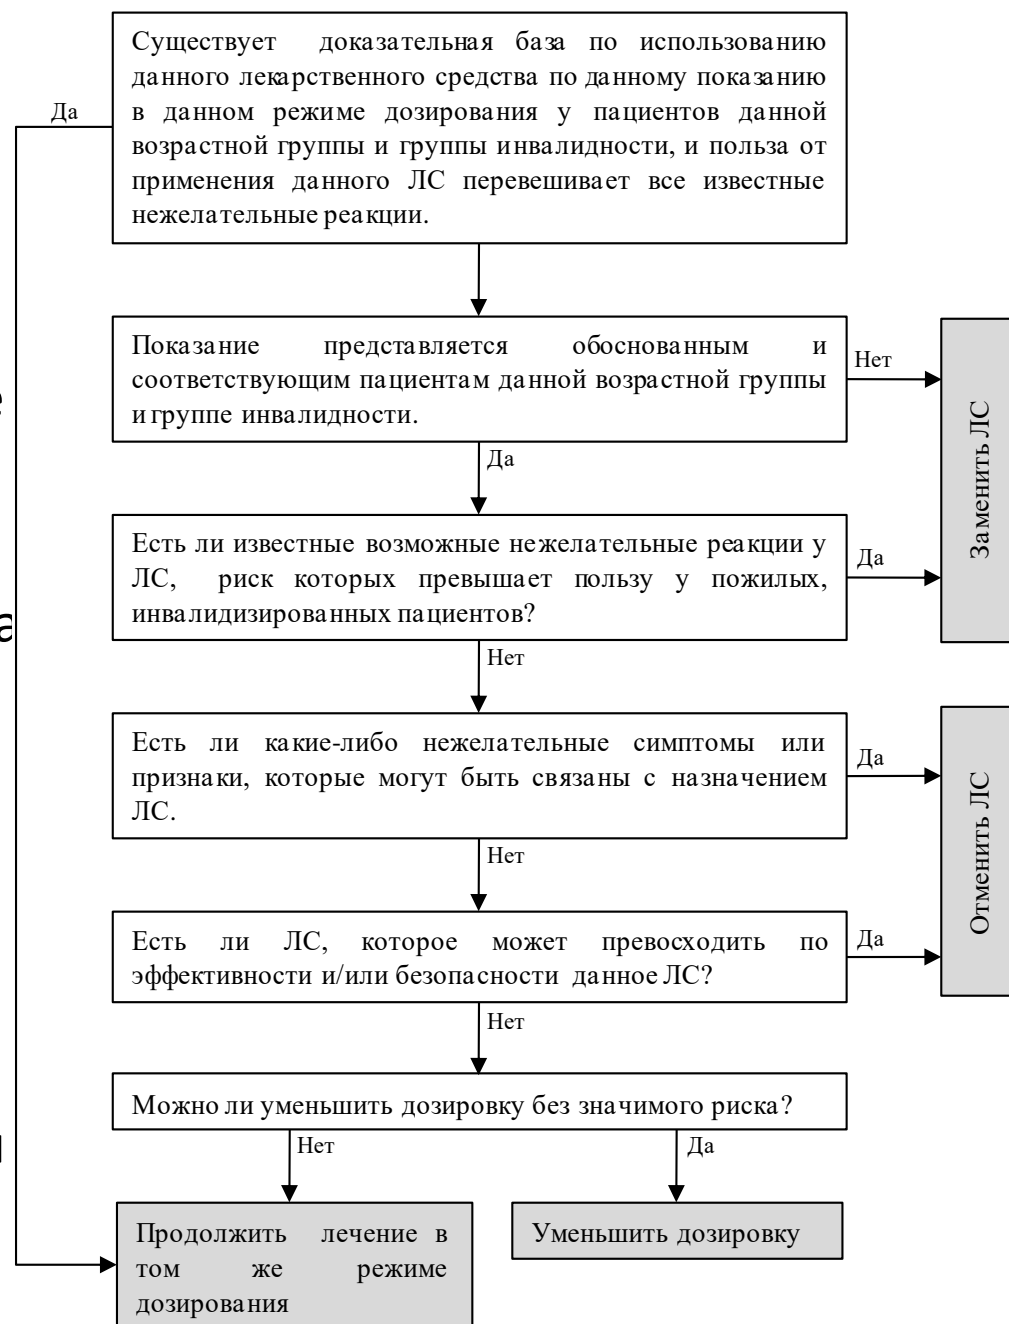 Существует доказательная база по использованию
данного лекарственного средства по данному показанию
в данном режиме дозирования у пациентов данной
возрастной группы и группы инвалидности, и польза от
применения данного ЛС перевешивает все известные
нежелательные реакции.
Да
Показание представляется обоснованным и
соответствующим пациентам данной возрастной группы
и группе инвалидности.
Нет
Заменить ЛС
Да
Есть ли известные возможные нежелательные реакции у
ЛС, риск которых превышает пользу у пожилых,
инвалидизированных пациентов?
Да
Нет
Есть ли какие-либо нежелательные симптомы или
признаки, которые могут быть связаны с назначением
ЛС.
Да
Отменить ЛС
Нет
Есть ли ЛС, которое может превосходить по
эффективности и/или безопасности данное ЛС?
Да
Нет
Можно ли уменьшить дозировку без значимого риска?
Нет
Да
Продолжить лечение в
том же режиме
дозирования
Уменьшить дозировку